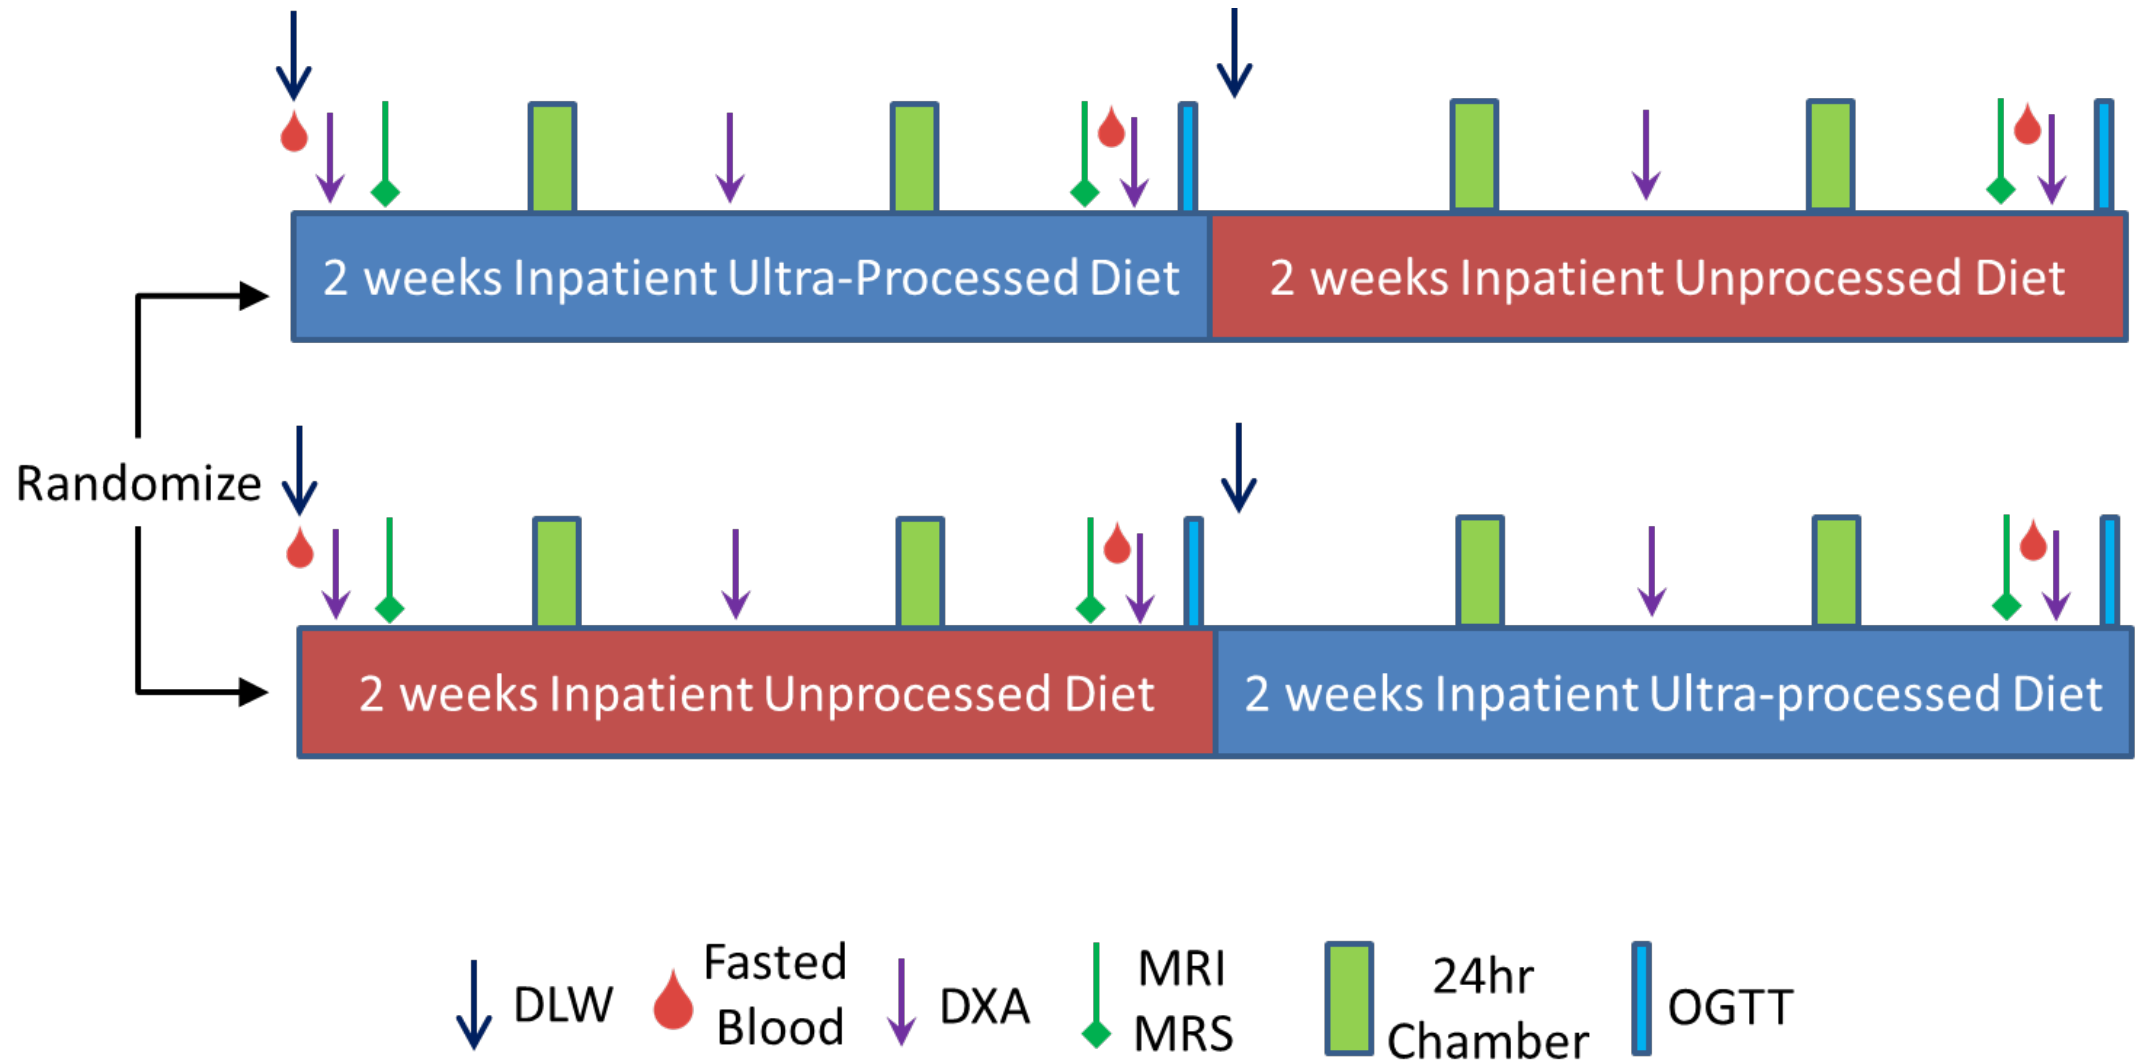 2 weeks Inpatient Ultra-Processed Diet
2 weeks Inpatient Unprocessed Diet
Randomize
2 weeks Inpatient Unprocessed Diet
2 weeks Inpatient Ultra-processed Diet
DLW
Fasted
Blood
DXA
MRI
MRS
24hr
Chamber
OGTT